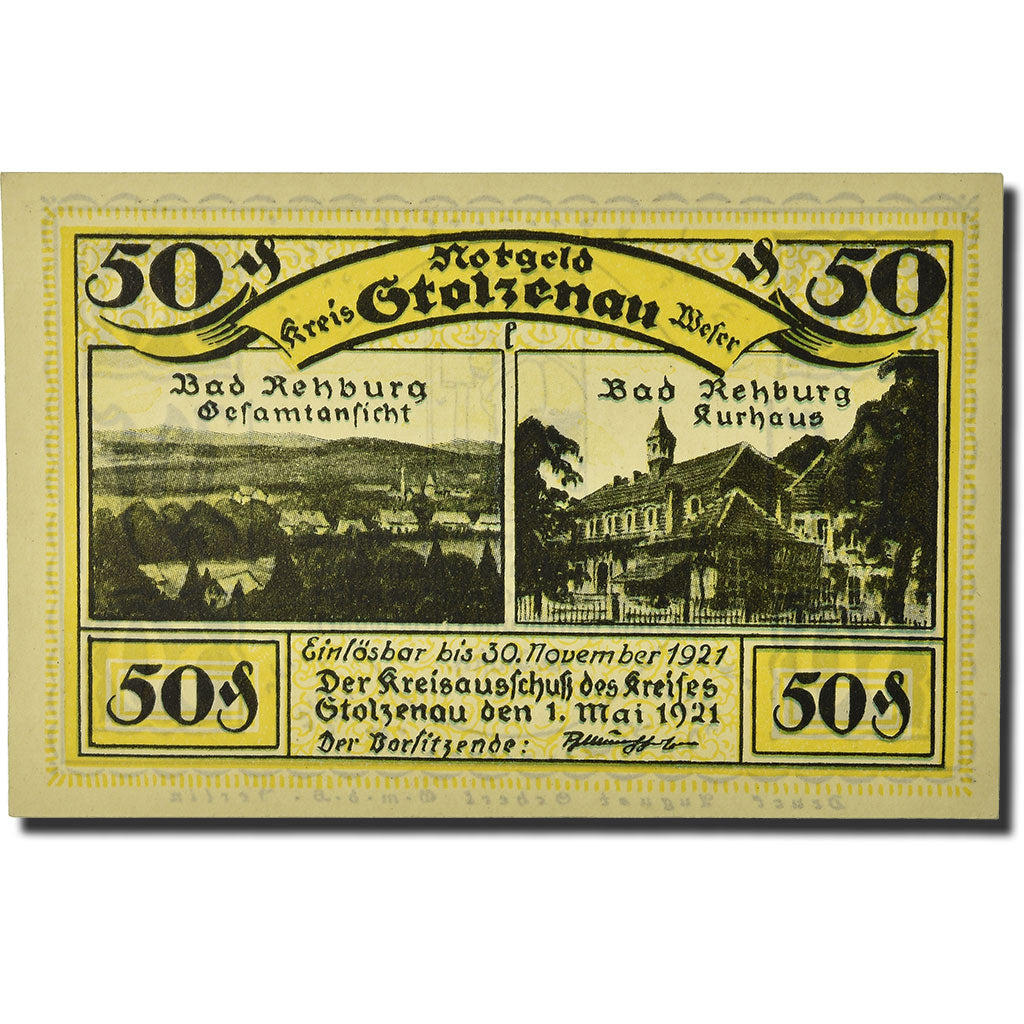 50 ₰
Notgeld
₰ 50
Kreis Stolzenau Weser
Bad Rehburg
Gesamtansicht
Bad Rehburg
Kurhaus
50 ₰
Einlösbar bis 30. November 1921
Der Kreisausschuß des Kreises
Stolzenau den 1. Mai 1921
Der Vorsitzende:
50 ₰